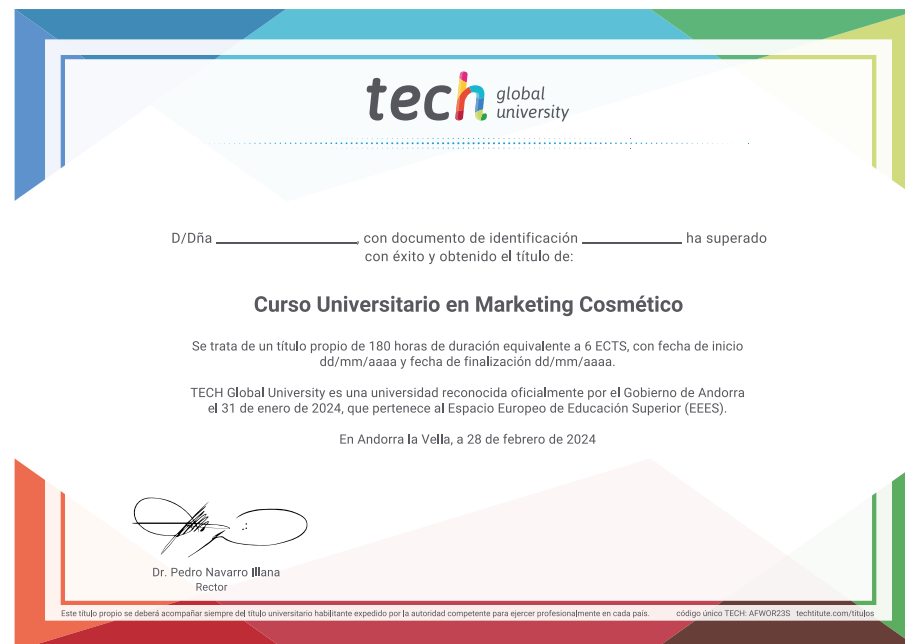 tech global university
D/Dña ____________________, con documento de identificación ______________ ha superado
con éxito y obtenido el título de:
Curso Universitario en Marketing Cosmético
Se trata de un título propio de 180 horas de duración equivalente a 6 ECTS, con fecha de inicio
dd/mm/aaaa y fecha de finalización dd/mm/aaaa.
TECH Global University es una universidad reconocida oficialmente por el Gobierno de Andorra
el 31 de enero de 2024, que pertenece al Espacio Europeo de Educación Superior (EEES).
En Andorra la Vella, a 28 de febrero de 2024
Dr. Pedro Navarro Illana
Rector
Este título propio se deberá acompañar siempre del título universitario habilitante expedido por la autoridad competente para ejercer profesionalmente en cada país. código único TECH: AFWOR23S techtitute.com/titulos